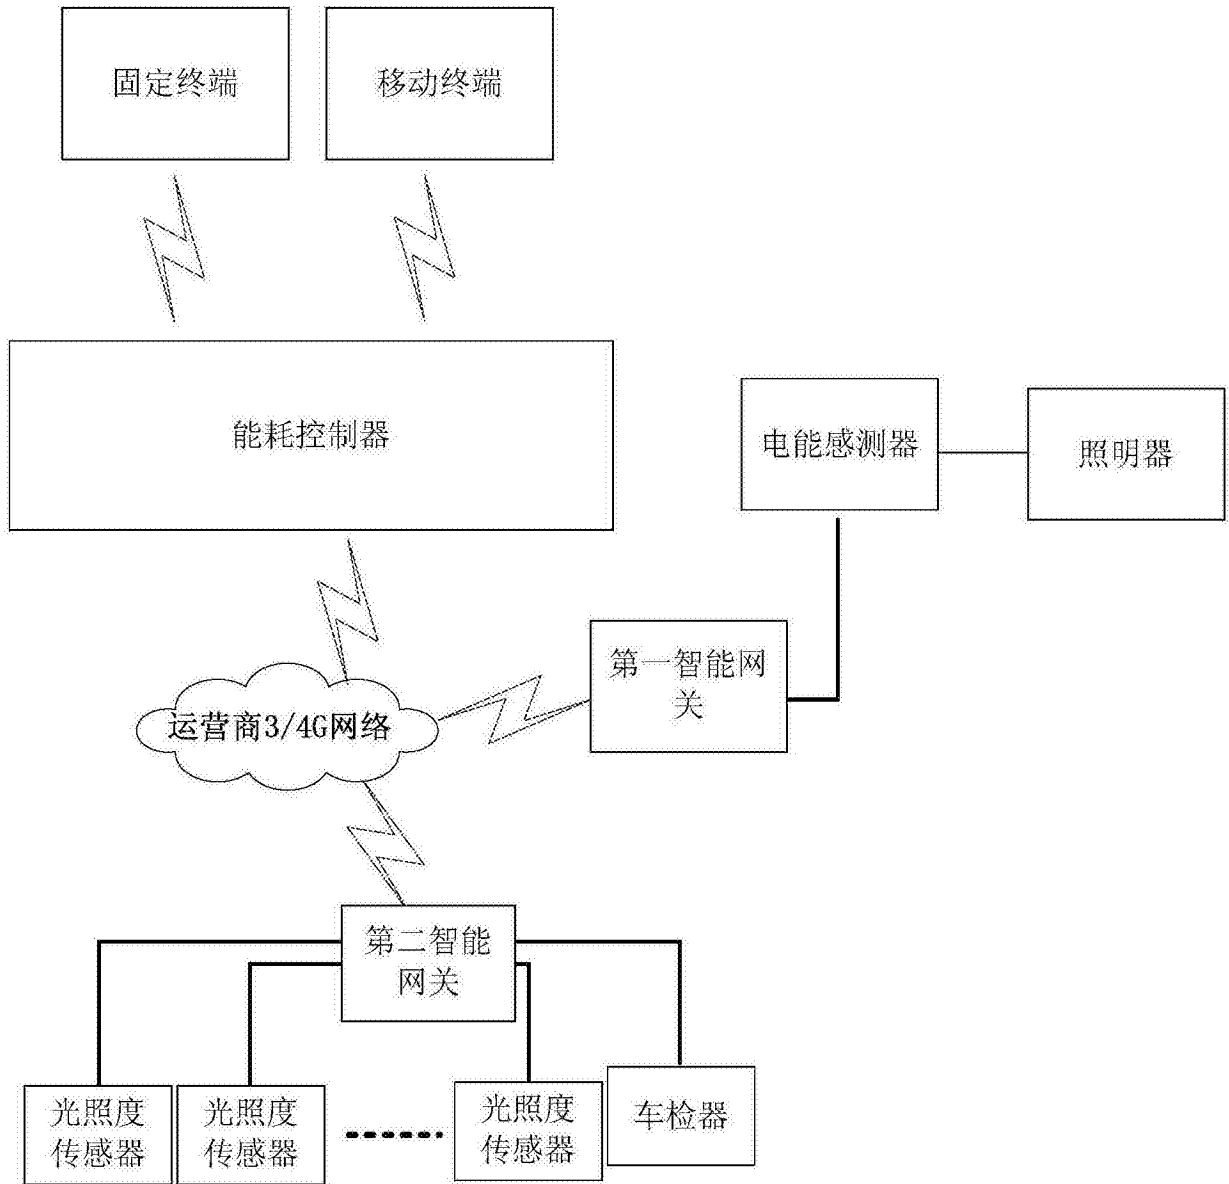 固定终端
移动终端
能耗控制器
电能感测器
照明器
第一智能网
关
运营商3/4G网络
第二智能
网关
光照度
传感器
光照度
传感器
光照度
传感器
车检器